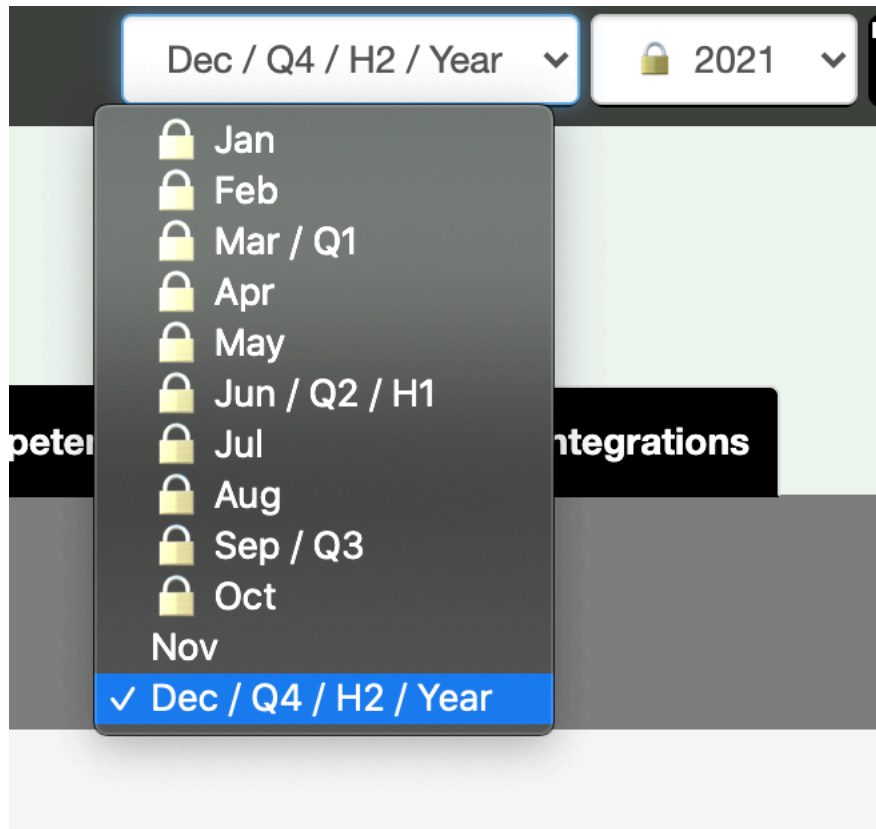 Dec / Q4 / H2 / Year
2021
Jan
Feb
Mar / Q1
Apr
May
Jun / Q2 / H1
Jul
Aug
Sep / Q3
Oct
Nov
Dec / Q4 / H2 / Year
peter
ntegrations